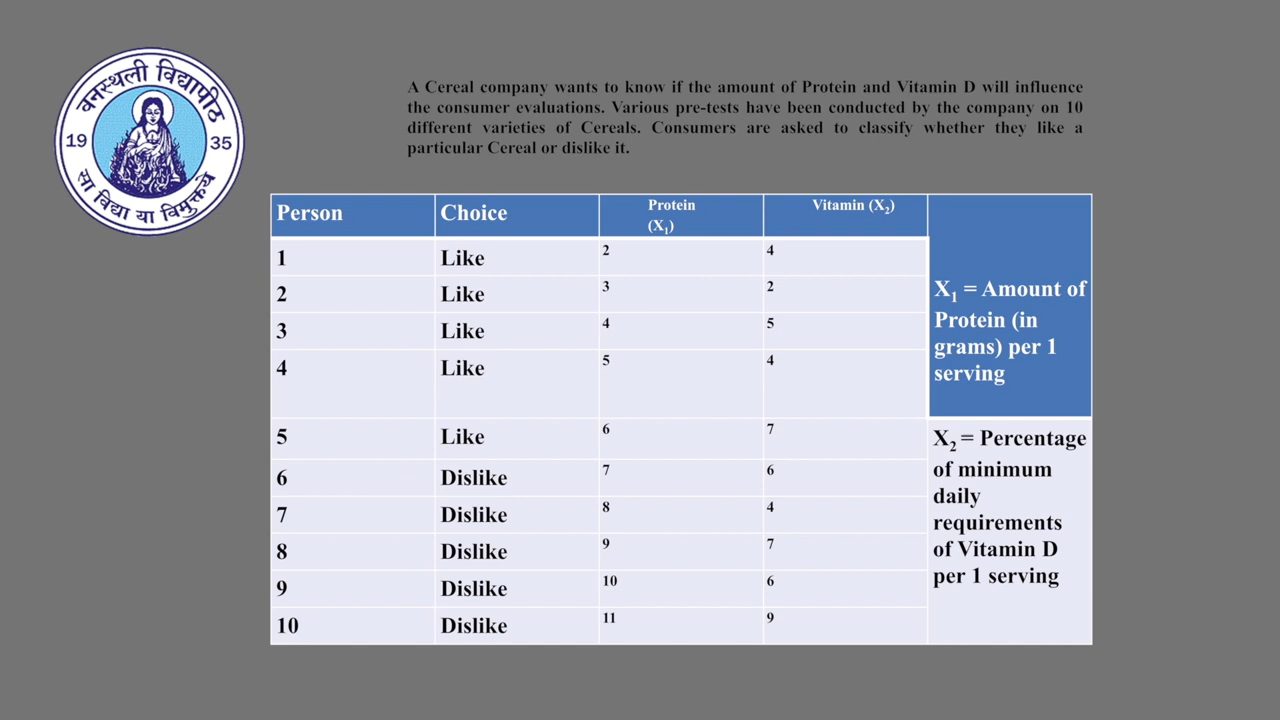 वनस्थली विद्यापीठ
19 35
सा विद्या या विमुक्तये
A Cereal company wants to know if the amount of Protein and Vitamin D will influence
the consumer evaluations. Various pre-tests have been conducted by the company on 10
different varieties of Cereals. Consumers are asked to classify whether they like a
particular Cereal or dislike it.
Person Choice Protein (X1) Vitamin (X2)
1 Like 2 4
2 Like 3 2
3 Like 4 5
4 Like 5 4
5 Like 6 7
6 Dislike 7 6
7 Dislike 8 4
8 Dislike 9 7
9 Dislike 10 6
10 Dislike 11 9
X1 = Amount of
Protein (in
grams) per 1
serving
X2 = Percentage
of minimum
daily
requirements
of Vitamin D
per 1 serving